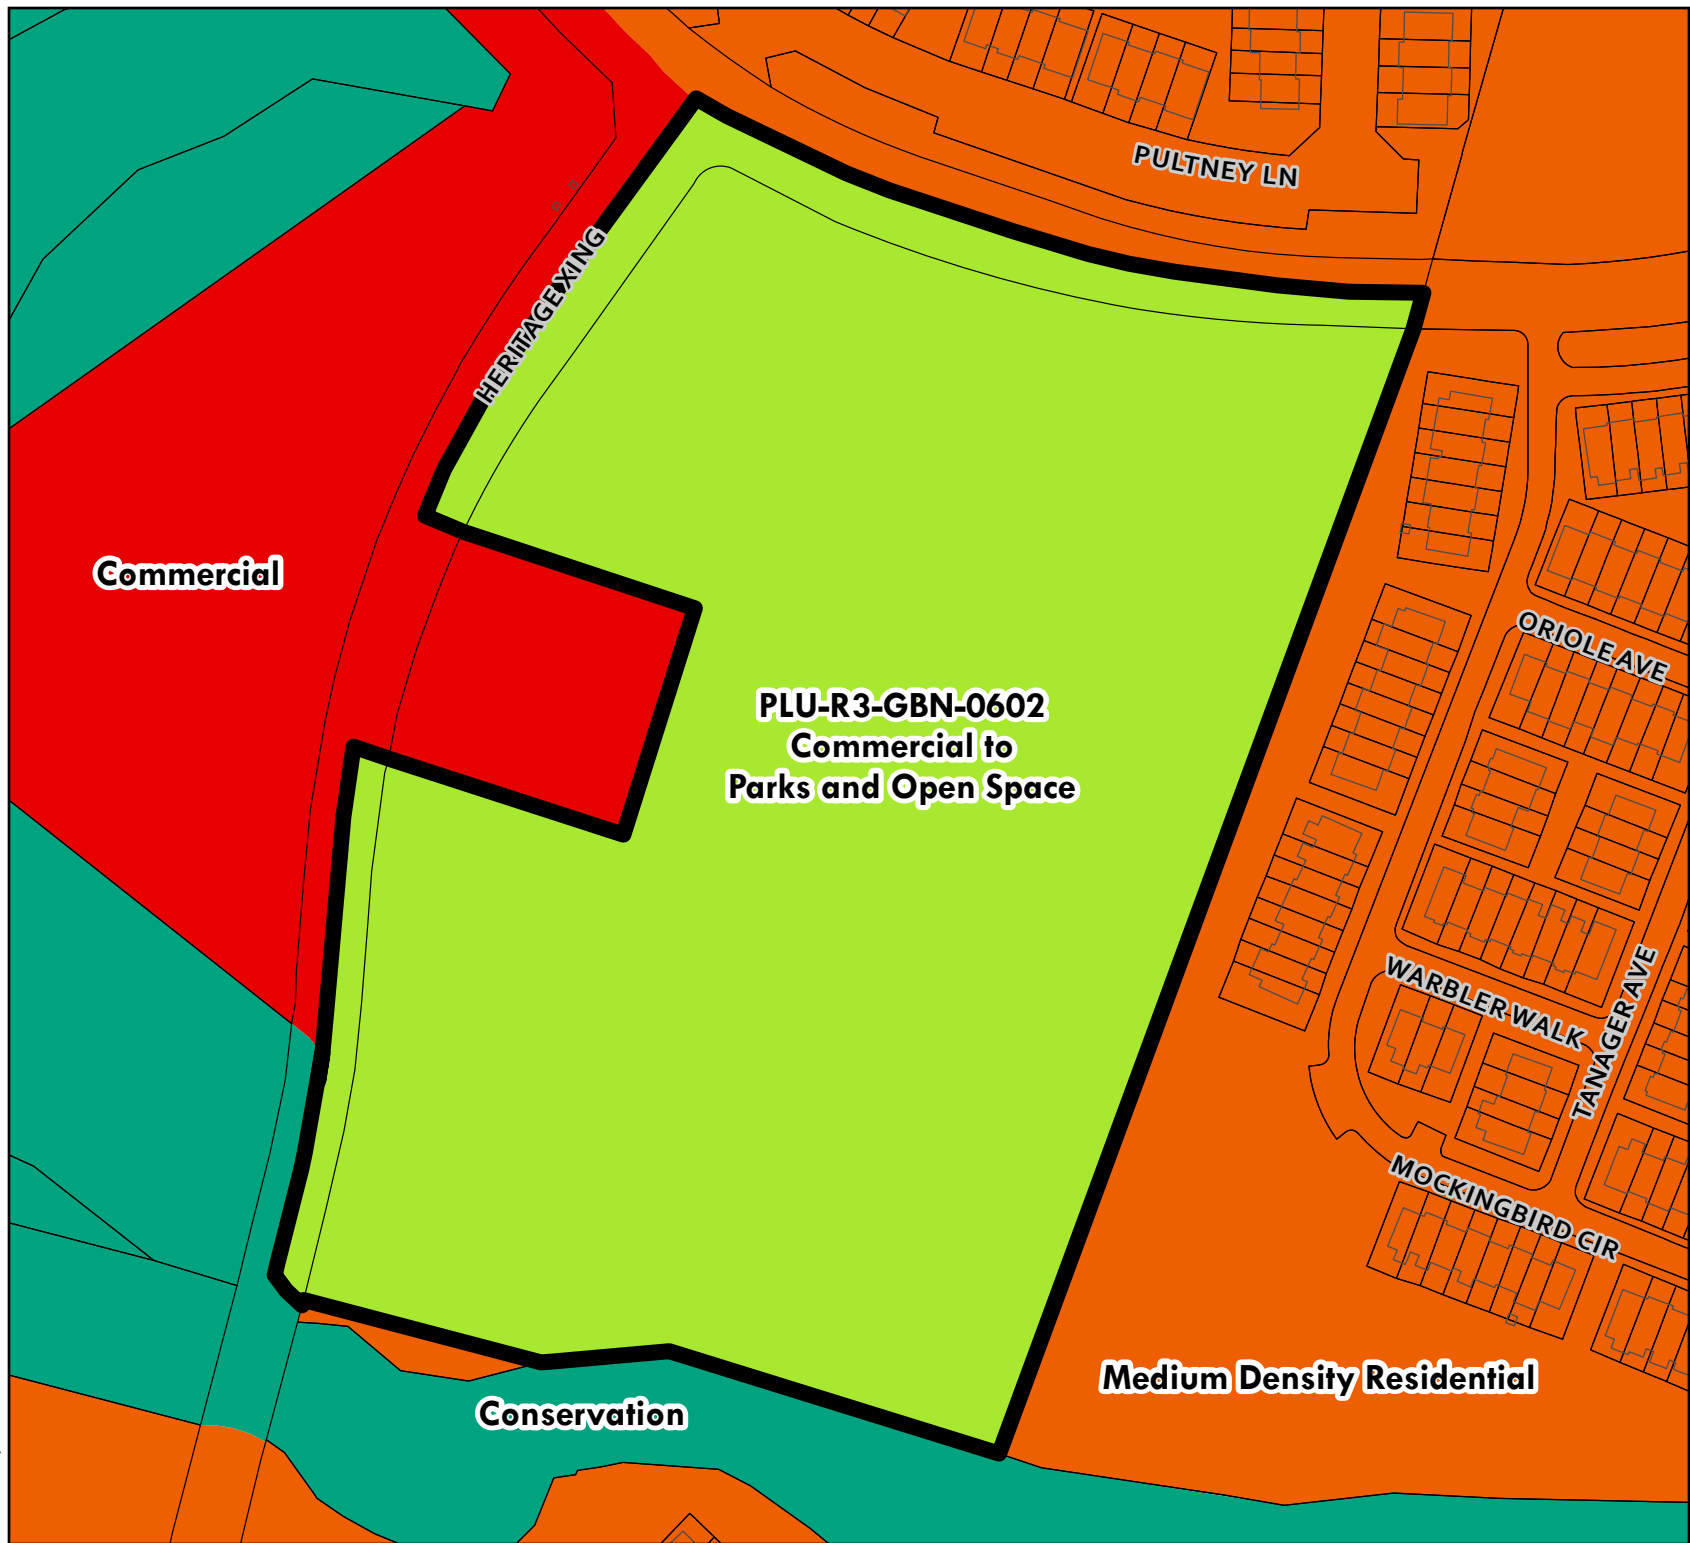 PULTNEY LN
HERITAGE XING
Commercial
ORIOLE AVE
PLU-R3-GBN-0602
Commercial to
Parks and Open Space
WARBLER WALK
TANAGER AVE
MOCKINGBIRD CIR
Medium Density Residential
Conservation